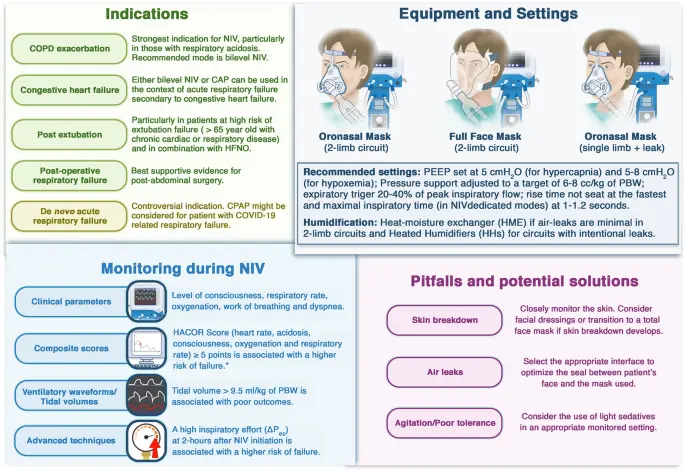 Indications
COPD exacerbation
Strongest indication for NIV, particularly
in those with respiratory acidosis.
Recommended mode is bilevel NIV.
Congestive heart failure
Either bilevel NIV or CAP can be used in
the context of acute respiratory failure
secondary to congestive heart failure.
Post extubation
Particularly in patients at high risk of
extubation failure ( > 65 year old with
chronic cardiac or respiratory disease)
and in combination with HFNO.
Post-operative
respiratory failure
Best supportive evidence for
post-abdominal surgery.
De novo acute
respiratory failure
Controversial indication. CPAP might be
considered for patient with COVID-19
related respiratory failure.
Equipment and Settings
Oronasal Mask
(2-limb circuit)
Full Face Mask
(2-limb circuit)
Oronasal Mask
(single limb + leak)
Recommended settings: PEEP set at 5 cmH2O (for hypercapnia) and 5-8 cmH2O
(for hypoxemia); Pressure support adjusted to a target of 6-8 cc/kg of PBW;
expiratory triger 20-40% of peak inspiratory flow; rise time not seat at the fastest
and maximal inspiratory time (in NIVdedicated modes) at 1-1.2 seconds.
Humidification: Heat-moisture exchanger (HME) if air-leaks are minimal in
2-limb circuits and Heated Humidifiers (HHs) for circuits with intentional leaks.
Monitoring during NIV
Clinical parameters
Level of consciousness, respiratory rate,
oxygenation, work of breathing and dyspnea.
Composite scores
HACOR Score (heart rate, acidosis,
consciousness, oxygenation and respiratory
rate) ≥ 5 points is associated with a higher
risk of failure.*
Ventilatory waveforms/
Tidal volumes
Tidal volume > 9.5 ml/kg of PBW is
associated with poor outcomes.
Advanced techniques
A high inspiratory effort (ΔPes)
at 2-hours after NIV initiation is
associated with a higher risk of failure.
Pitfalls and potential solutions
Skin breakdown
Closely monitor the skin. Consider
facial dressings or transition to a total
face mask if skin breakdown develops.
Air leaks
Select the appropriate interface to
optimize the seal between patient's
face and the mask used.
Agitation/Poor tolerance
Consider the use of light sedatives
in an appropriate monitored setting.